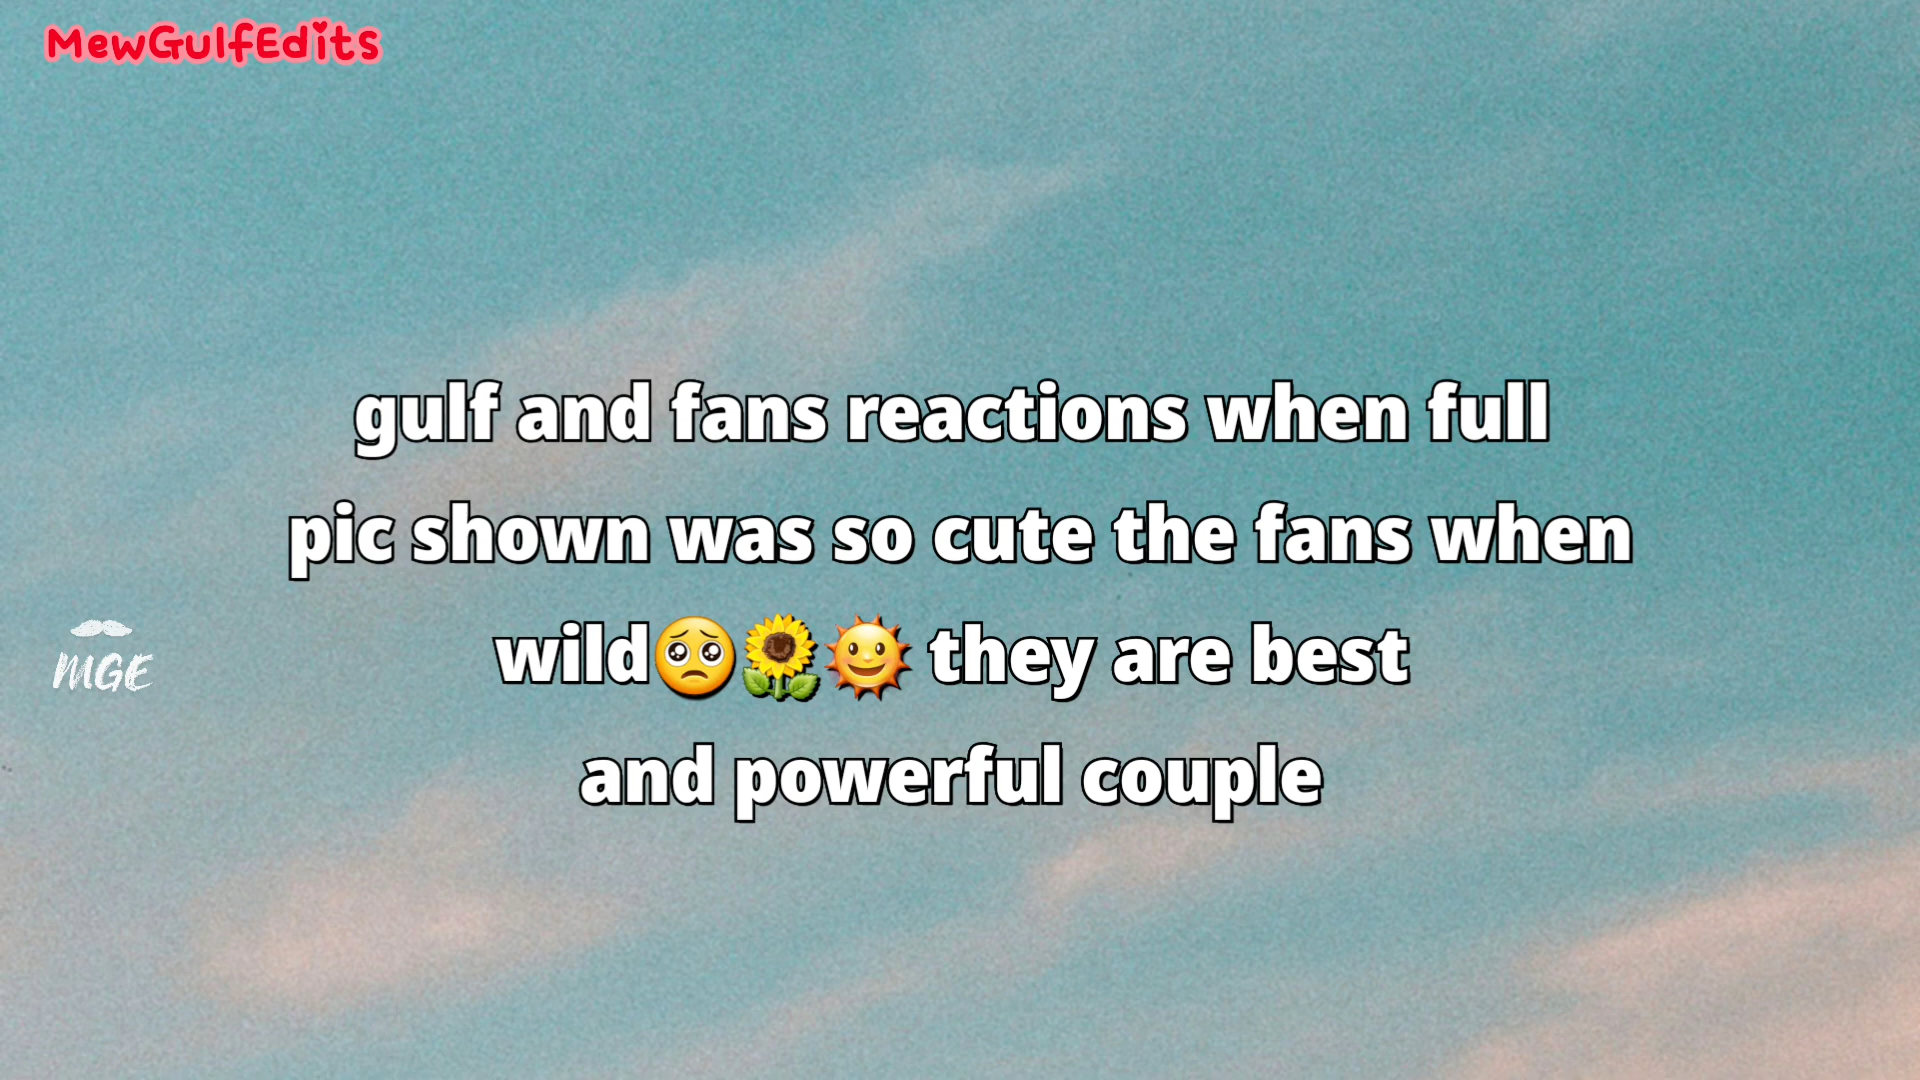 MewGulfEdits
gulf and fans reactions when full
pic shown was so cute the fans when
wild🥺🌻🌞 they are best
MGE
and powerful couple